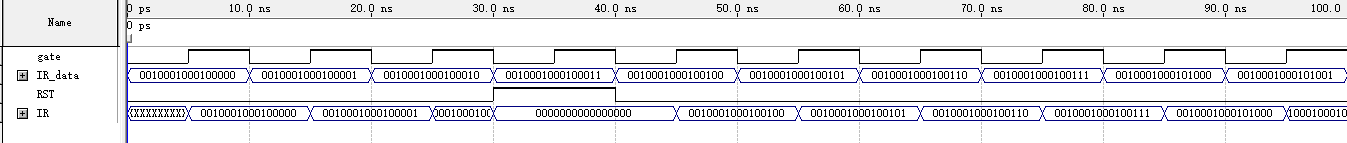 0 ps 10.0 ns 20.0 ns 30.0 ns 40.0 ns 50.0 ns 60.0 ns 70.0 ns 80.0 ns 90.0 ns 100.0
Name
0 ps
gate
IR_data 0010001000100000 0010001000100001 0010001000100010 0010001000100011 0010001000100100 0010001000100101 0010001000100110 0010001000100111 0010001000101000 0010001000101001
RST
IR XXXXXXXX 0010001000100000 0010001000100001 001000100 0000000000000000 0010001000100100 0010001000100101 0010001000100110 0010001000100111 0010001000101000 1000100010